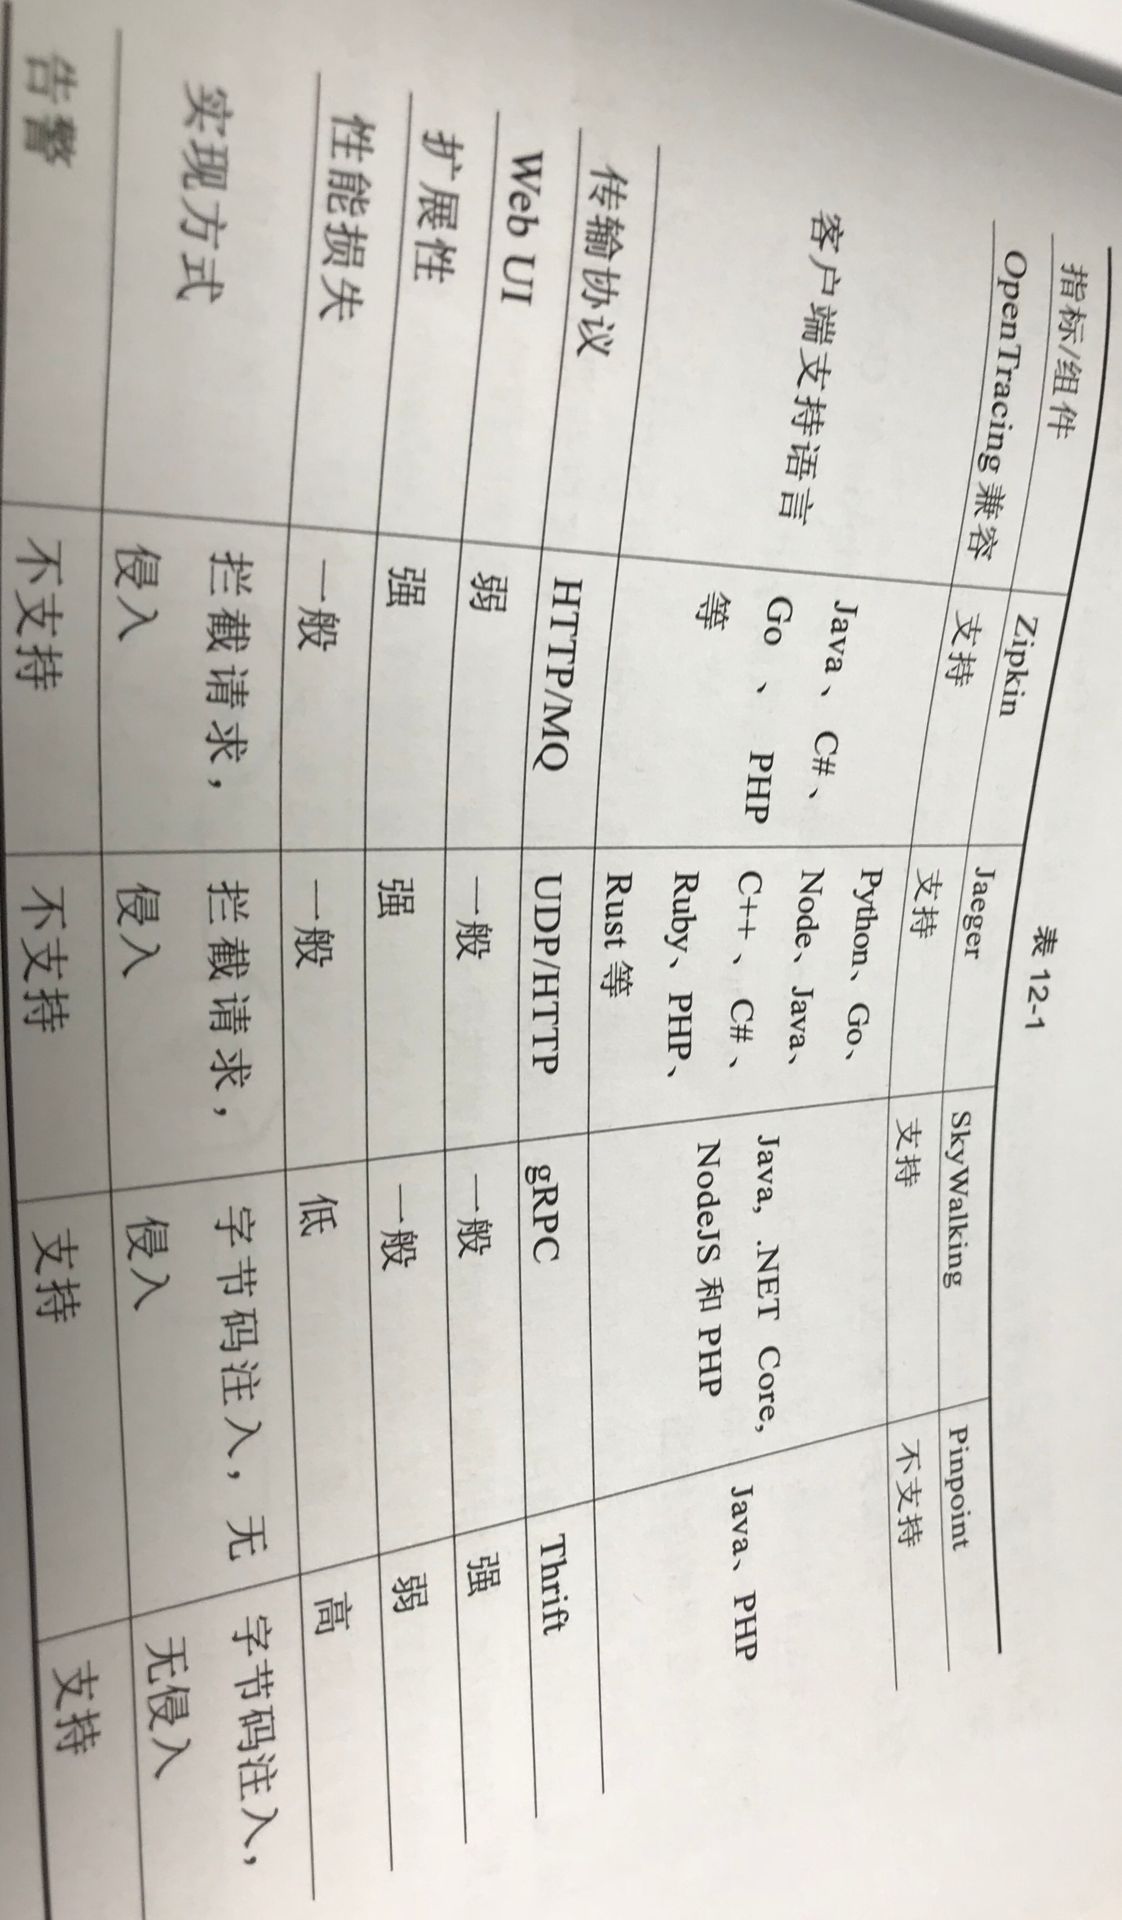 表 12-1
指标/组件 Zipkin Jaeger SkyWalking Pinpoint
OpenTracing 兼容 支持 支持 支持 不支持
客户端支持语言
Java 、 C# 、
Go 、 PHP
等
Python、Go、
Node、Java、
C++ 、 C# 、
Ruby、PHP、
Rust 等
Java, .NET Core,
NodeJS 和 PHP
Java、PHP
传输协议 HTTP/MQ UDP/HTTP gRPC Thrift
Web UI 弱 一般 一般 强
扩展性 强 强 一般 弱
性能损失 一般 一般 低 高
实现方式
拦截请求，
侵入
拦截请求，
侵入
字节码注入，无
侵入
字节码注入，
无侵入
告警 不支持 不支持 支持 支持